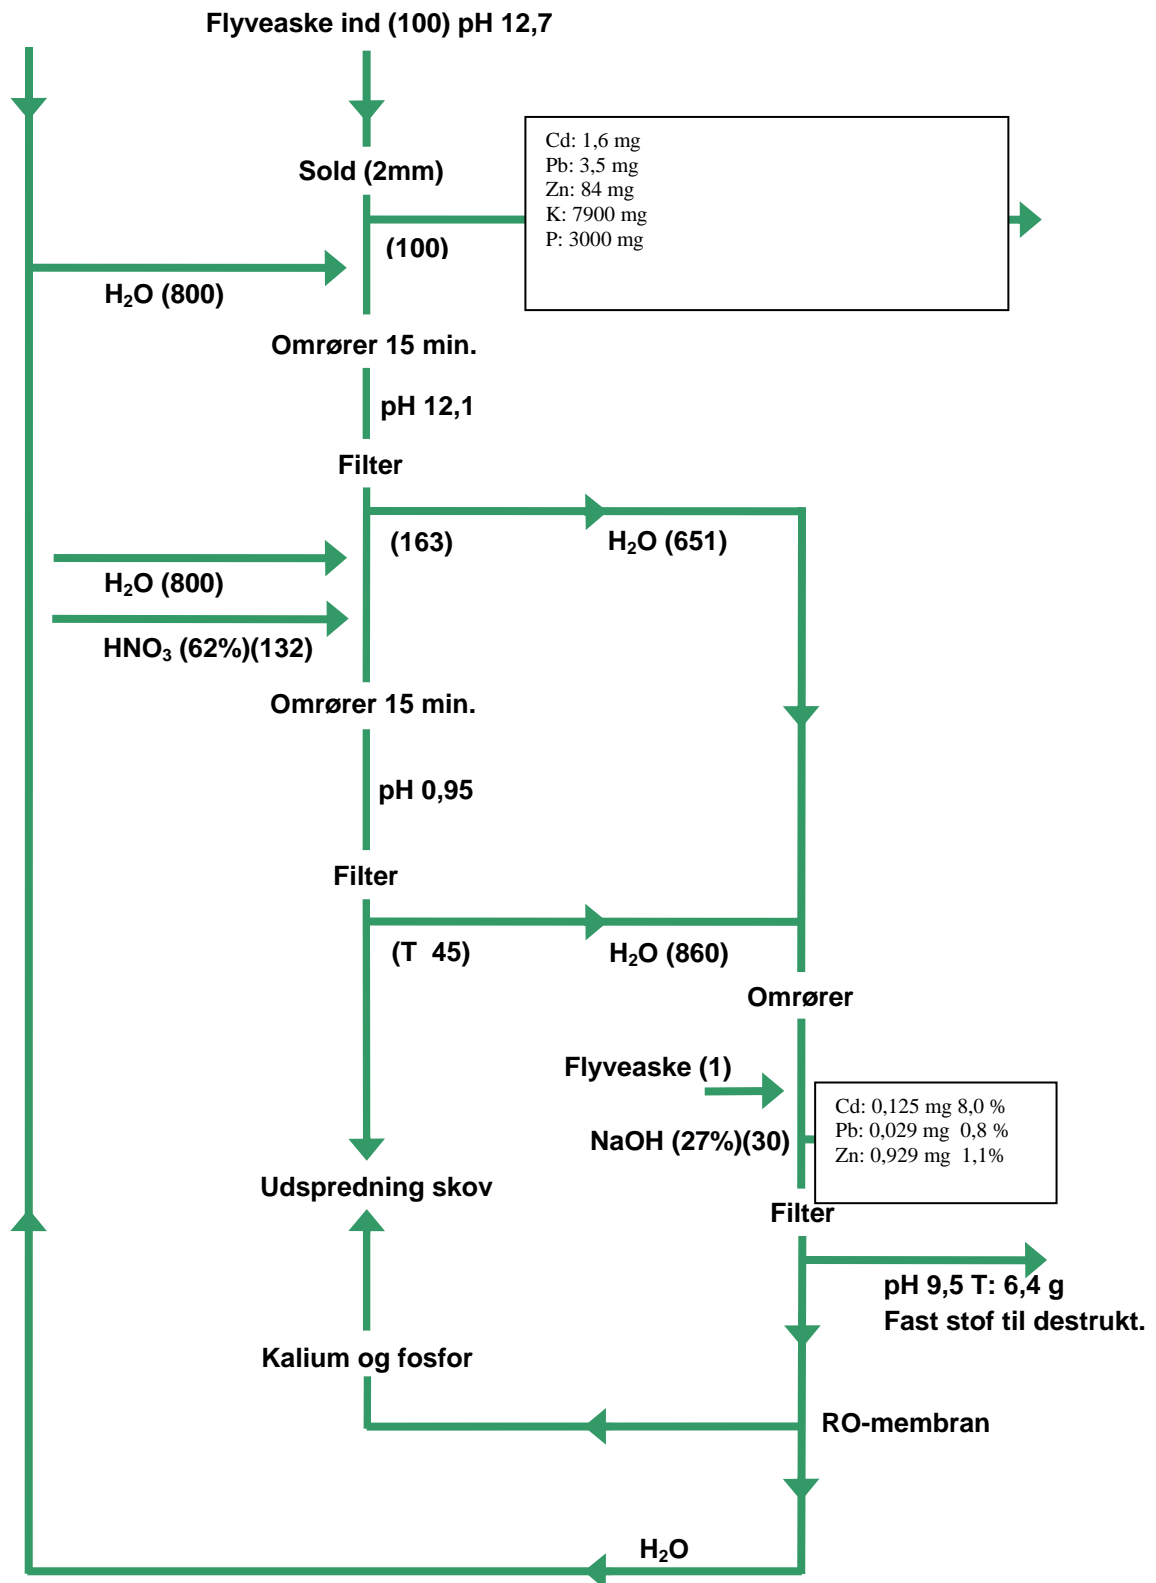 Flyveaske ind (100) pH 12,7
Sold (2mm)
Cd: 1,6 mg
Pb: 3,5 mg
Zn: 84 mg
K: 7900 mg
P: 3000 mg
(100)
H₂O (800)
Omrører 15 min.
pH 12,1
Filter
(163)
H₂O (651)
H₂O (800)
HNO₃ (62%)(132)
Omrører 15 min.
pH 0,95
Filter
(T 45)
H₂O (860)
Omrører
Flyveaske (1)
Cd: 0,125 mg 8,0 %
Pb: 0,029 mg 0,8 %
Zn: 0,929 mg 1,1%
NaOH (27%)(30)
Udspredning skov
Filter
pH 9,5 T: 6,4 g
Fast stof til destrukt.
Kalium og fosfor
RO-membran
H₂O